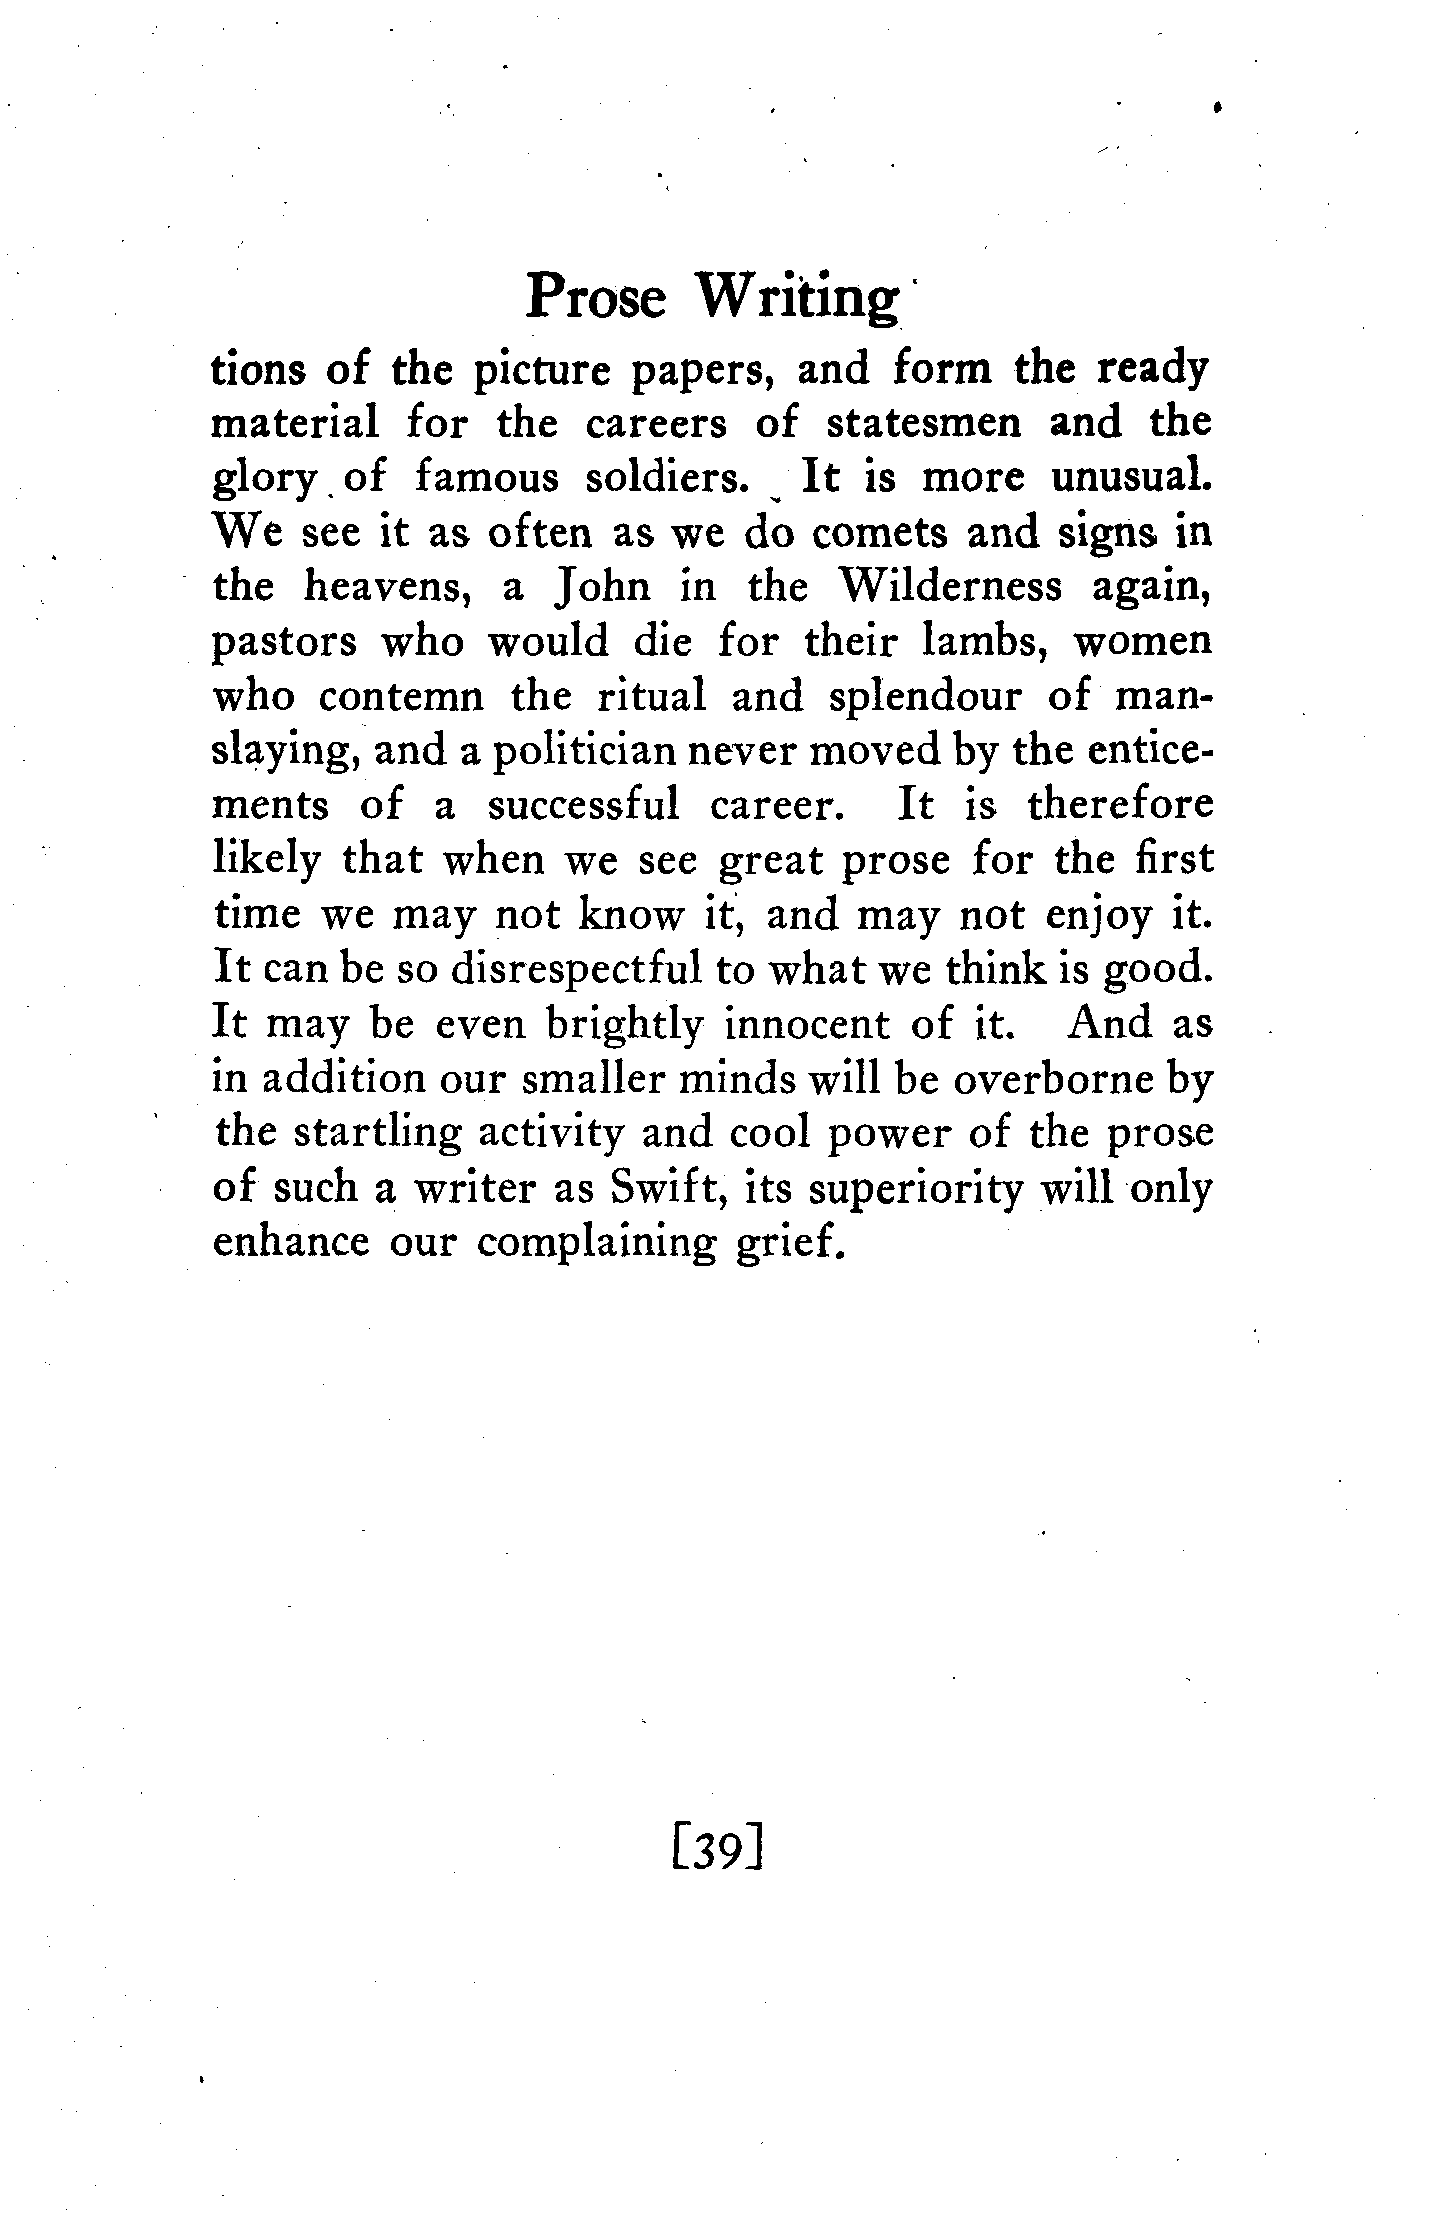 Prose Writing
tions of the picture papers, and form the ready
material for the careers of statesmen and the
glory of famous soldiers. It is more unusual.
We see it as often as we do comets and signs in
the heavens, a John in the Wilderness again,
pastors who would die for their lambs, women
who contemn the ritual and splendour of man-
slaying, and a politician never moved by the entice-
ments of a successful career. It is therefore
likely that when we see great prose for the first
time we may not know it, and may not enjoy it.
It can be so disrespectful to what we think is good.
It may be even brightly innocent of it. And as
in addition our smaller minds will be overborne by
the startling activity and cool power of the prose
of such a writer as Swift, its superiority will only
enhance our complaining grief.
[39]